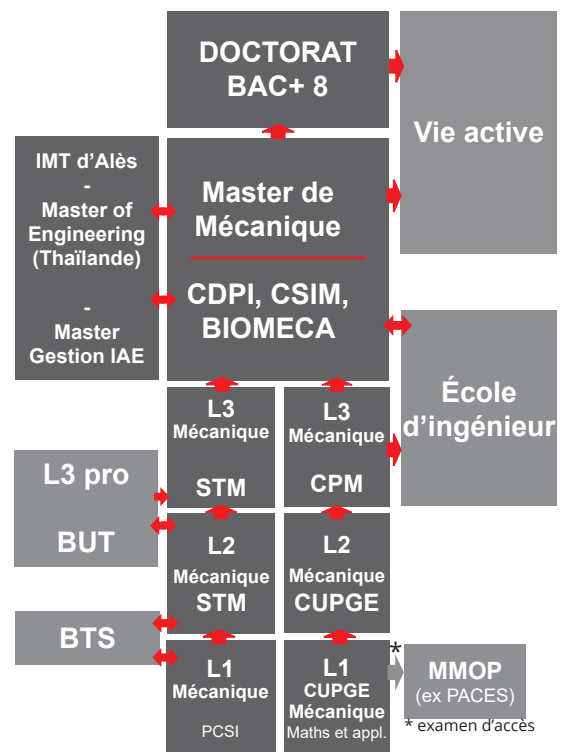 DOCTORAT
BAC+ 8
Vie active
IMT d'Alès
-
Master of
Engineering
(Thaïlande)
-
Master
Gestion IAE
Master de
Mécanique
CDPI, CSIM,
BIOMECA
École
d'ingénieur
L3
Mécanique
STM
L3
Mécanique
CPM
L3 pro
BUT
L2
Mécanique
STM
L2
Mécanique
CUPGE
BTS
L1
Mécanique
PCSI
L1
CUPGE
Mécanique
Maths et appl.
*
MMOP
(ex PACES)
* examen d'accès